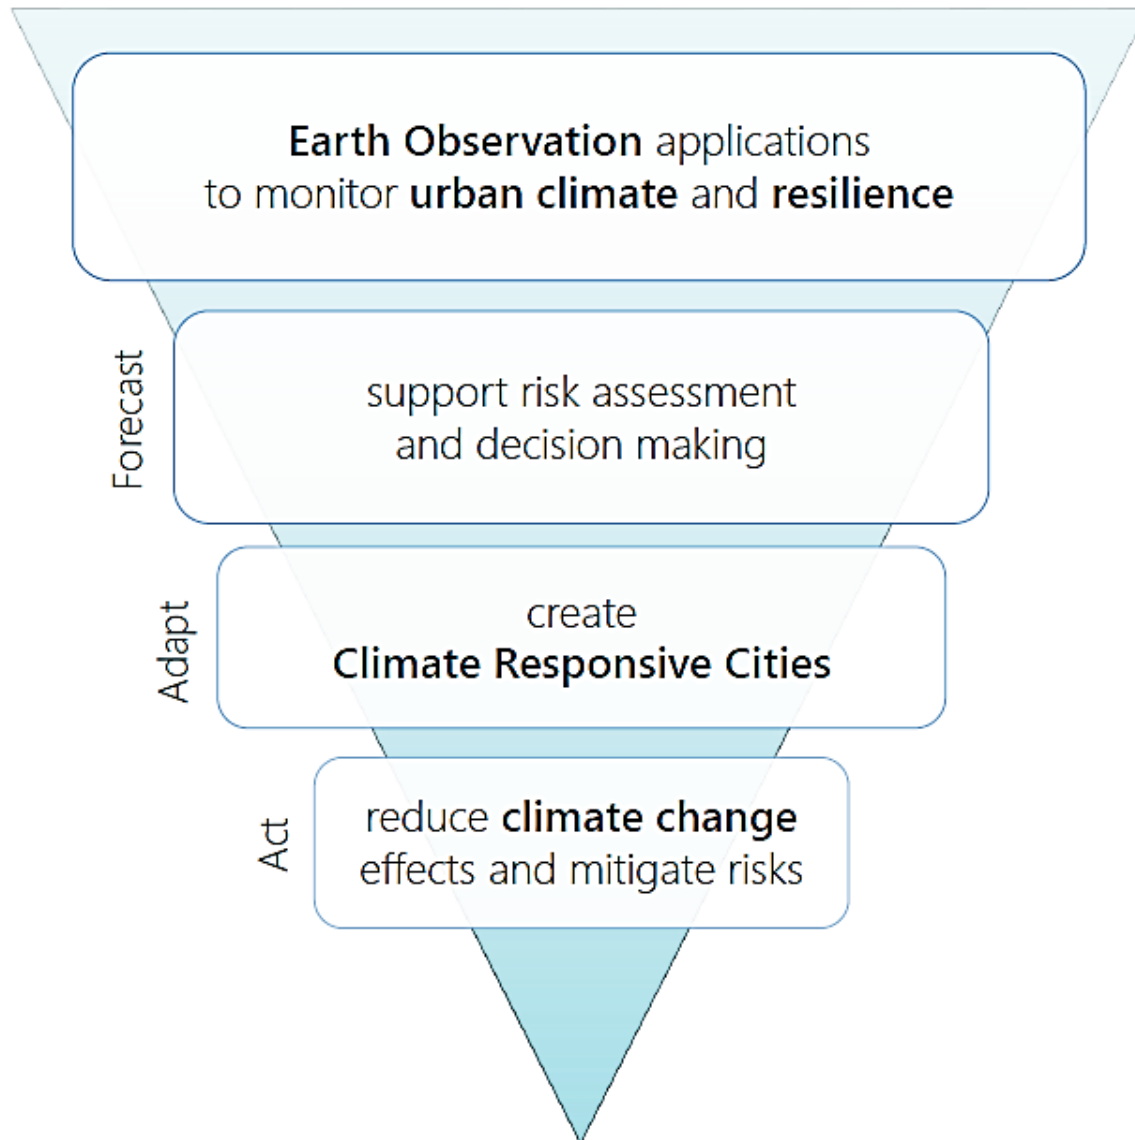 Earth Observation applications
to monitor urban climate and resilience
Forecast
support risk assessment
and decision making
Adapt
create
Climate Responsive Cities
Act
reduce climate change
effects and mitigate risks